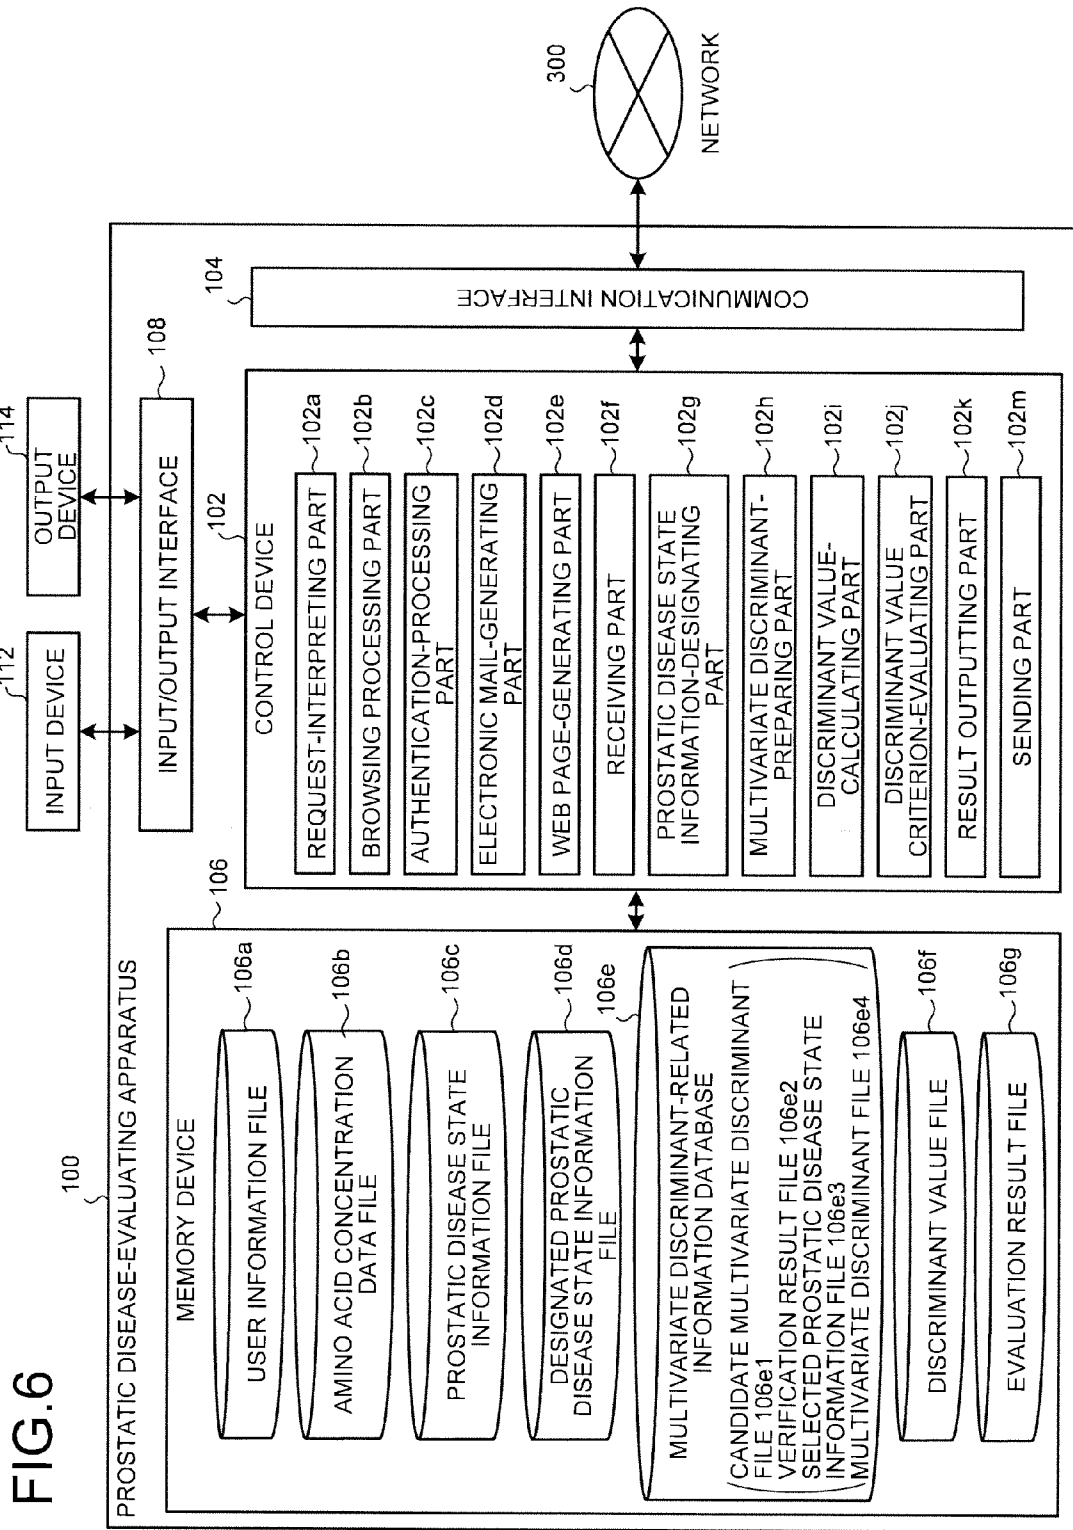 FIG.6
100
PROSTATIC DISEASE-EVALUATING APPARATUS
112
INPUT DEVICE
114
OUTPUT
DEVICE
108
INPUT/OUTPUT INTERFACE
106
MEMORY DEVICE
106a
USER INFORMATION FILE
106b
AMINO ACID CONCENTRATION
DATA FILE
106c
PROSTATIC DISEASE STATE
INFORMATION FILE
106d
DESIGNATED PROSTATIC
DISEASE STATE INFORMATION
FILE
106e
MULTIVARIATE DISCRIMINANT-RELATED
INFORMATION DATABASE
CANDIDATE MULTIVARIATE DISCRIMINANT
FILE 106e1
VERIFICATION RESULT FILE 106e2
SELECTED PROSTATIC DISEASE STATE
INFORMATION FILE 106e3
MULTIVARIATE DISCRIMINANT FILE 106e4
106f
DISCRIMINANT VALUE FILE
106g
EVALUATION RESULT FILE
102
CONTROL DEVICE
REQUEST-INTERPRETING PART
102a
BROWSING PROCESSING PART
102b
AUTHENTICATION-PROCESSING
PART
102c
ELECTRONIC MAIL-GENERATING
PART
102d
WEB PAGE-GENERATING PART
102e
RECEIVING PART
102f
PROSTATIC DISEASE STATE
INFORMATION-DESIGNATING
PART
102g
MULTIVARIATE DISCRIMINANT-
PREPARING PART
102h
DISCRIMINANT VALUE-
CALCULATING PART
102i
DISCRIMINANT VALUE
CRITERION-EVALUATING PART
102j
RESULT OUTPUTING PART
102k
SENDING PART
102m
104
COMMUNICATION INTERFACE
300
NETWORK